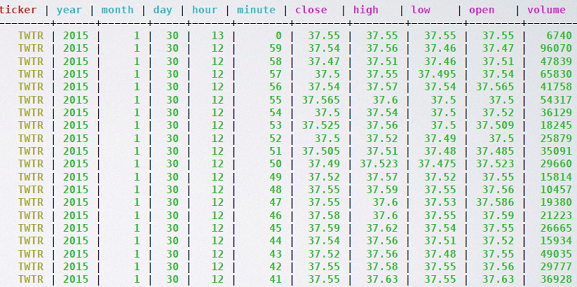 ticker | year | month | day | hour | minute | close | high | low | open | volume
TWTR | 2015 | 1 | 30 | 13 | 0 | 37.55 | 37.55 | 37.55 | 37.55 | 6740
TWTR | 2015 | 1 | 30 | 12 | 59 | 37.54 | 37.56 | 37.46 | 37.47 | 96070
TWTR | 2015 | 1 | 30 | 12 | 58 | 37.47 | 37.51 | 37.46 | 37.51 | 47839
TWTR | 2015 | 1 | 30 | 12 | 57 | 37.5 | 37.55 | 37.495 | 37.54 | 65830
TWTR | 2015 | 1 | 30 | 12 | 56 | 37.54 | 37.57 | 37.54 | 37.565 | 41758
TWTR | 2015 | 1 | 30 | 12 | 55 | 37.565 | 37.6 | 37.5 | 37.5 | 54317
TWTR | 2015 | 1 | 30 | 12 | 54 | 37.5 | 37.54 | 37.5 | 37.52 | 36129
TWTR | 2015 | 1 | 30 | 12 | 53 | 37.525 | 37.56 | 37.5 | 37.509 | 18245
TWTR | 2015 | 1 | 30 | 12 | 52 | 37.5 | 37.52 | 37.49 | 37.5 | 25879
TWTR | 2015 | 1 | 30 | 12 | 51 | 37.505 | 37.51 | 37.48 | 37.485 | 35091
TWTR | 2015 | 1 | 30 | 12 | 50 | 37.49 | 37.523 | 37.475 | 37.523 | 29660
TWTR | 2015 | 1 | 30 | 12 | 49 | 37.52 | 37.57 | 37.52 | 37.55 | 15814
TWTR | 2015 | 1 | 30 | 12 | 48 | 37.55 | 37.59 | 37.55 | 37.56 | 10457
TWTR | 2015 | 1 | 30 | 12 | 47 | 37.55 | 37.6 | 37.53 | 37.586 | 19380
TWTR | 2015 | 1 | 30 | 12 | 46 | 37.58 | 37.6 | 37.55 | 37.59 | 21223
TWTR | 2015 | 1 | 30 | 12 | 45 | 37.59 | 37.62 | 37.54 | 37.55 | 26665
TWTR | 2015 | 1 | 30 | 12 | 44 | 37.54 | 37.56 | 37.51 | 37.52 | 15934
TWTR | 2015 | 1 | 30 | 12 | 43 | 37.52 | 37.56 | 37.48 | 37.55 | 49035
TWTR | 2015 | 1 | 30 | 12 | 42 | 37.55 | 37.58 | 37.55 | 37.56 | 29777
TWTR | 2015 | 1 | 30 | 12 | 41 | 37.55 | 37.63 | 37.55 | 37.63 | 36928